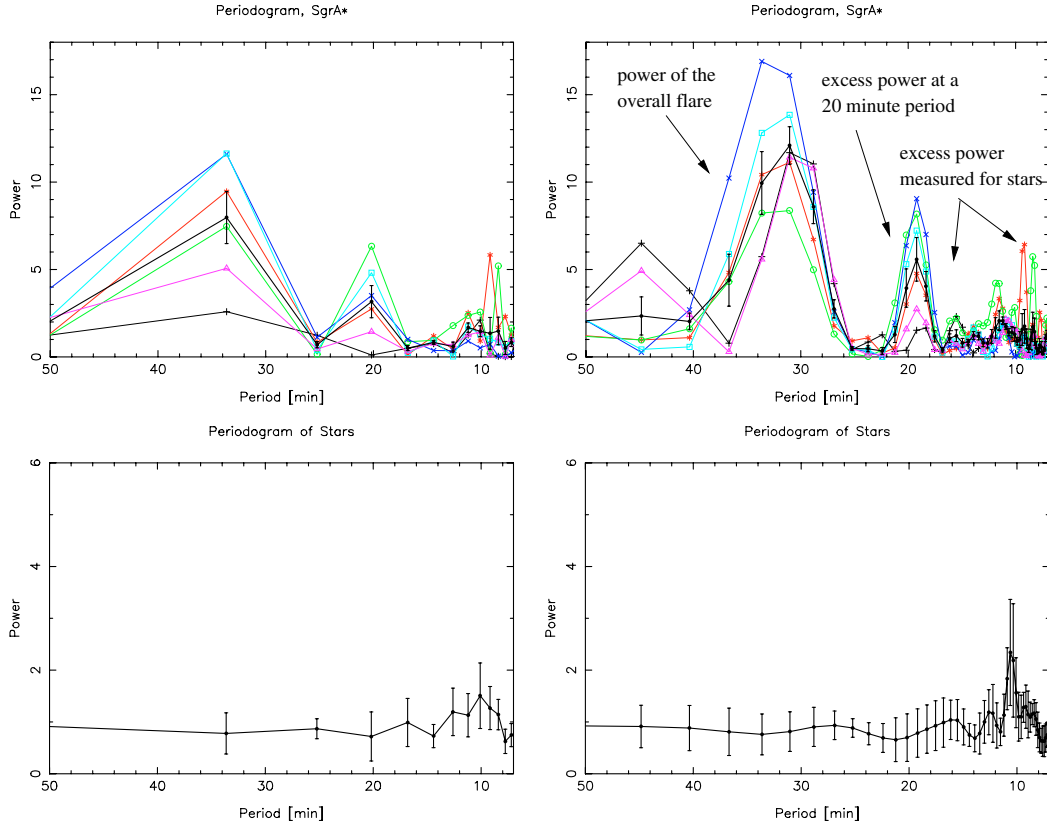 Periodogram, SgrA*
Power
15
10
5
0
50 40 30 20 10
Period [min]
Periodogram, SgrA*
power of the
overall flare
excess power at a
20 minute period
excess power
measured for stars
Power
15
10
5
0
50 40 30 20 10
Period [min]
Periodogram of Stars
Power
6
4
2
0
50 40 30 20 10
Period [min]
Periodogram of Stars
Power
6
4
2
0
50 40 30 20 10
Period [min]